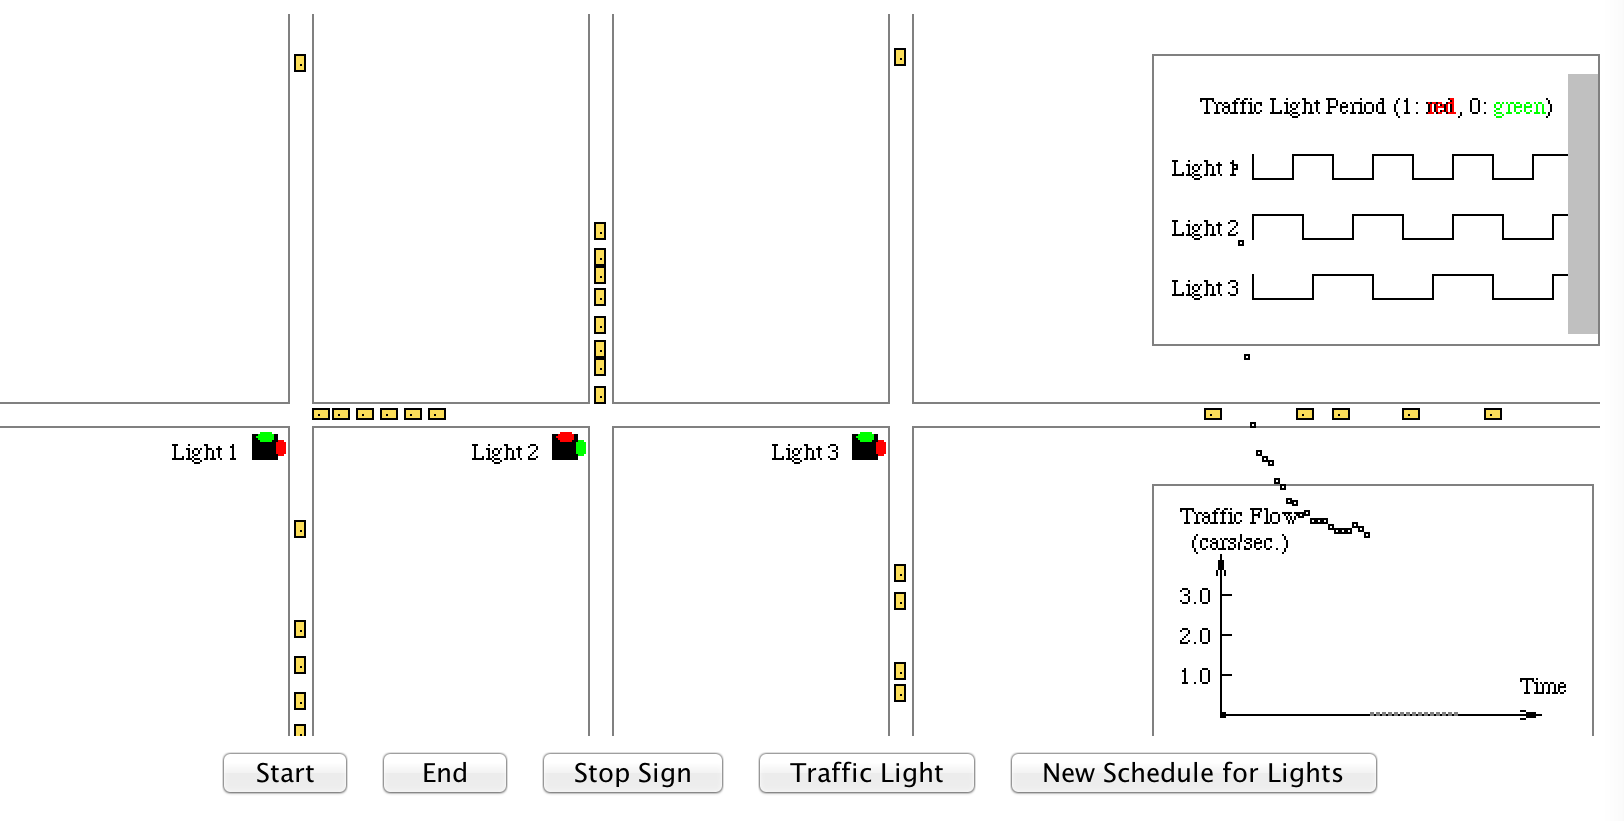 Traffic Light Period (1: red, 0: green)
Light 1
Light 2
Light 3
Light 1
Light 2
Light 3
Traffic Flow
(cars/sec.)
3.0
2.0
1.0
Time
Start
End
Stop Sign
Traffic Light
New Schedule for Lights